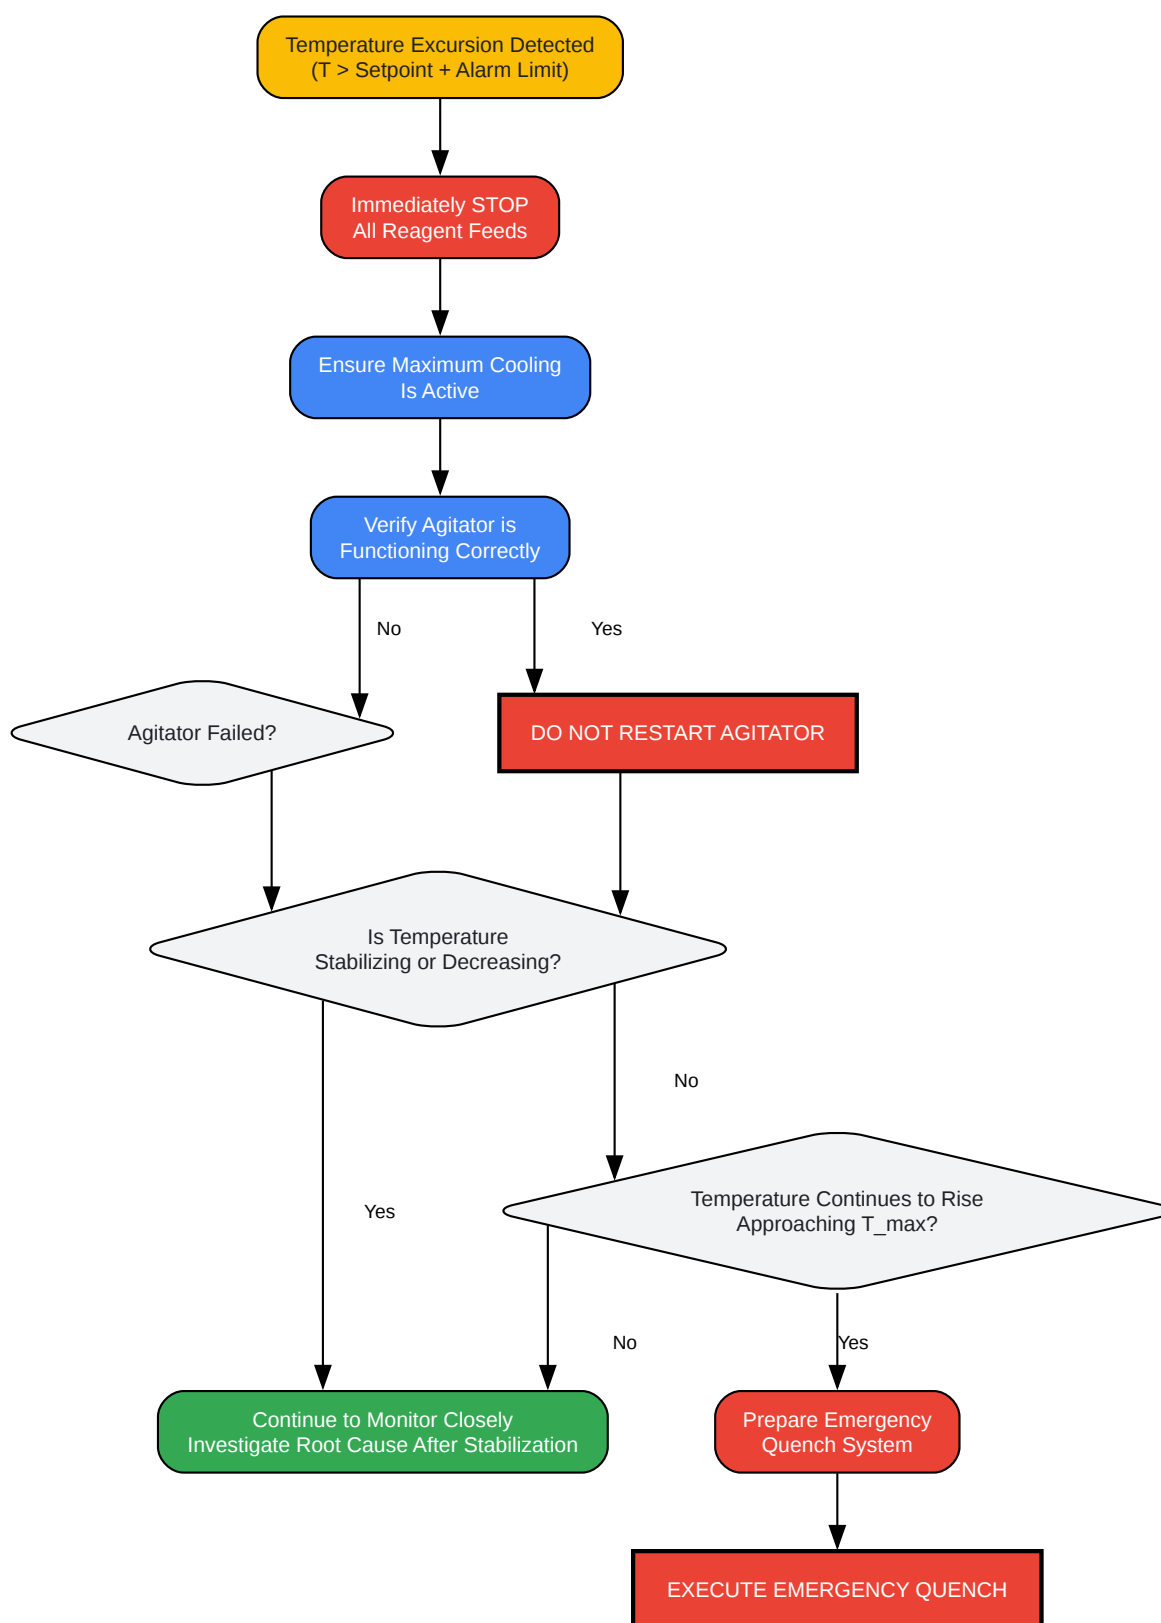 Temperature Excursion Detected
(T > Setpoint + Alarm Limit)
Immediately STOP
All Reagent Feeds
Ensure Maximum Cooling
Is Active
Verify Agitator is
Functioning Correctly
No
Yes
Agitator Failed?
DO NOT RESTART AGITATOR
Is Temperature
Stabilizing or Decreasing?
No
Temperature Continues to Rise
Approaching T_max?
Yes
No
Yes
Continue to Monitor Closely
Investigate Root Cause After Stabilization
Prepare Emergency
Quench System
EXECUTE EMERGENCY QUENCH